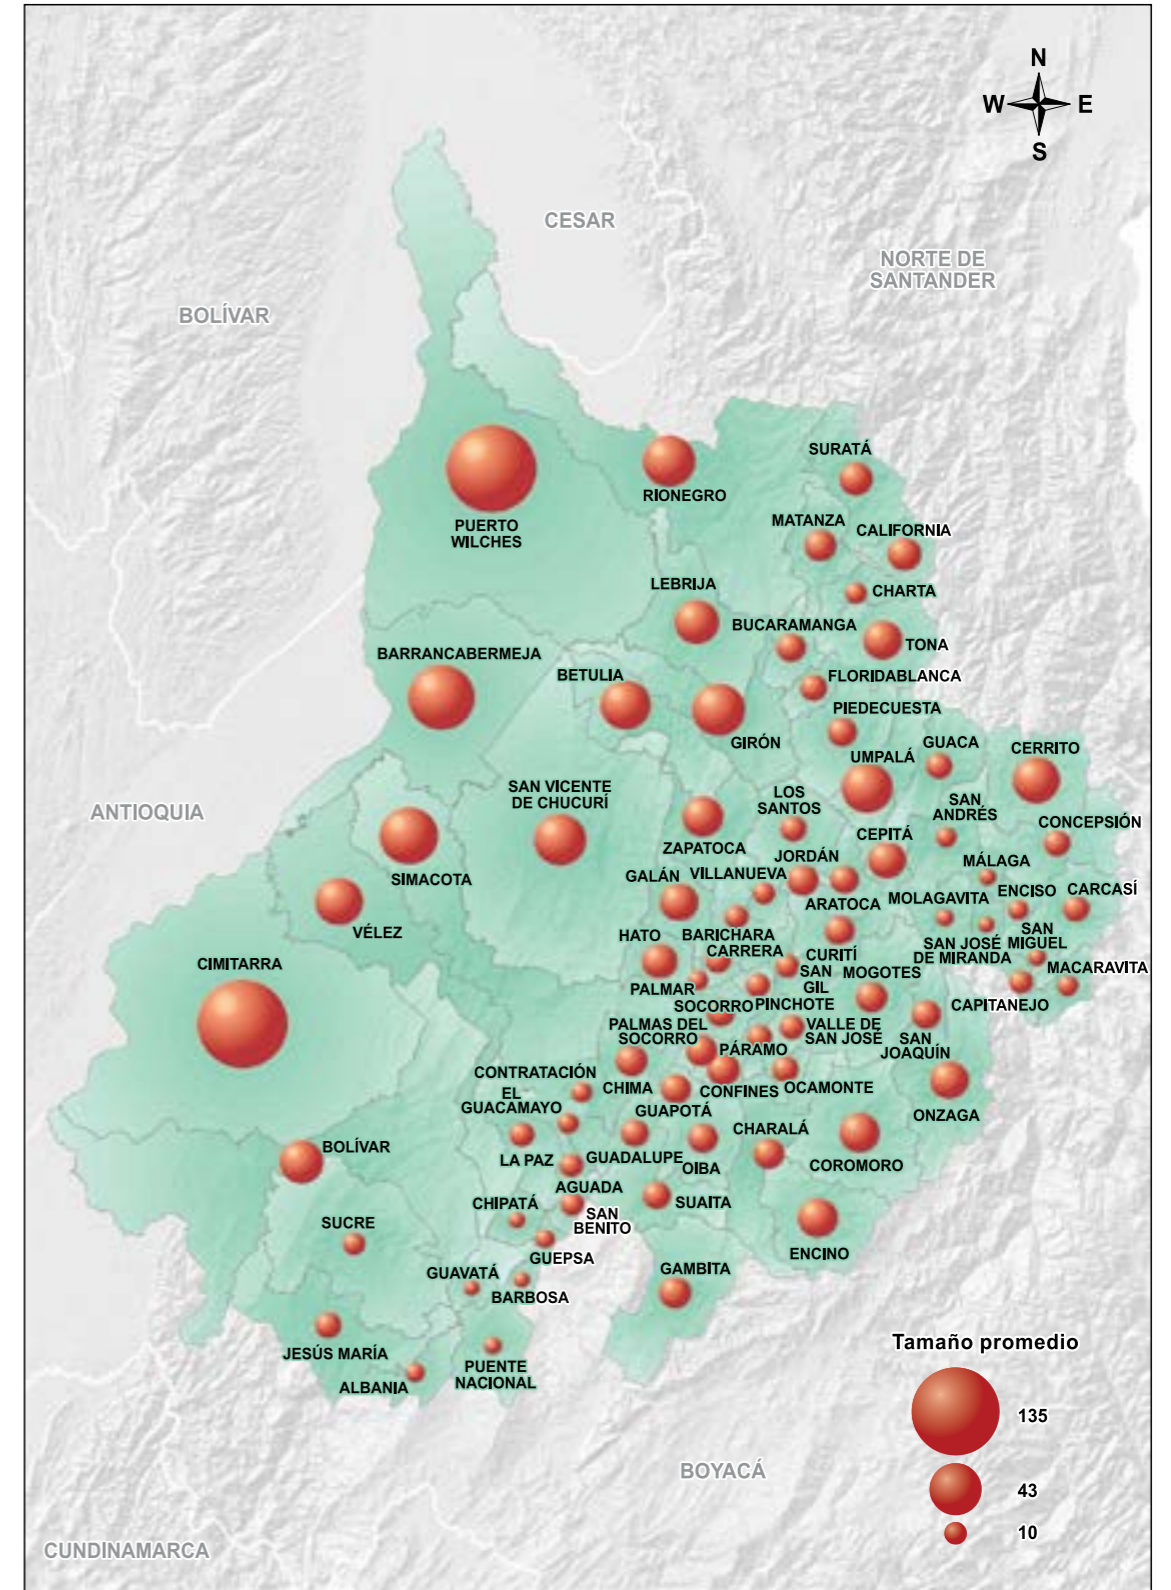 N
W
E
S
CESAR
NORTE DE
SANTANDER
BOLÍVAR
SURATÁ
RIONEGRO
PUERTO
WILCHES
MATANZA
CALIFORNIA
LEBRIJA
CHARTA
BUCARAMANGA
TONA
BARRANCABERMEJA
BETULIA
FLORIDABLANCA
PIEDECUESTA
GIRÓN
GUACA
CERRITO
UMPALÁ
SAN VICENTE
DE CHUCURÍ
LOS
SANTOS
SAN
ANDRÉS
ANTIOQUIA
CONCEPSIÓN
ZAPATOCA
CEPITÁ
JORDÁN
MÁLAGA
SIMACOTA
GALÁN
VILLANUEVA
ARATOCA
MOLAGAVITA
ENCISO
CARCASÍ
VÉLEZ
HATO
BARICHARA
CARRERA
CURITÍ
SAN JOSÉ
DE MIRANDA
SAN
MIGUEL
CIMITARRA
PALMAR
SAN
GIL
MOGOTES
MACARAVITA
SOCORRO
PINCHOTE
CAPITANEJO
PALMAS DEL
SOCORRO
VALLE DE
SAN JOSÉ
SAN
JOAQUÍN
PÁRAMO
CONTRATACIÓN
CHIMA
CONFINES
OCAMONTE
EL
GUACAMAYO
GUAPOTÁ
ONZAGA
BOLÍVAR
LA PAZ
GUADALUPE
OIBA
CHARALÁ
COROMORO
AGUADA
CHIPATÁ
SAN
BENITO
SUAITA
SUCRE
GUEPSA
ENCINO
GUAVATÁ
BARBOSA
GAMBITA
JESÚS MARÍA
PUENTE
NACIONAL
ALBANIA
Tamaño promedio
135
43
10
BOYACÁ
CUNDINAMARCA